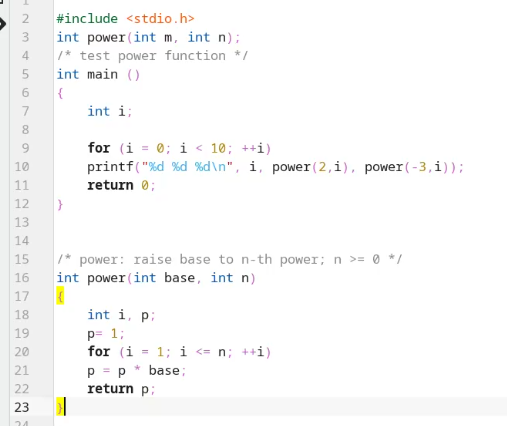 1
2 #include <stdio.h>
3 int power(int m, int n);
4 /* test power function */
5 int main ()
6 {
7 int i;
8
9 for (i = 0; i < 10; ++i)
10 printf("%d %d %d\n", i, power(2,i), power(-3,i));
11 return 0;
12 }
13
14
15 /* power: raise base to n-th power; n >= 0 */
16 int power(int base, int n)
17 {
18 int i, p;
19 p= 1;
20 for (i = 1; i <= n; ++i)
21 p = p * base;
22 return p;
23 }
24